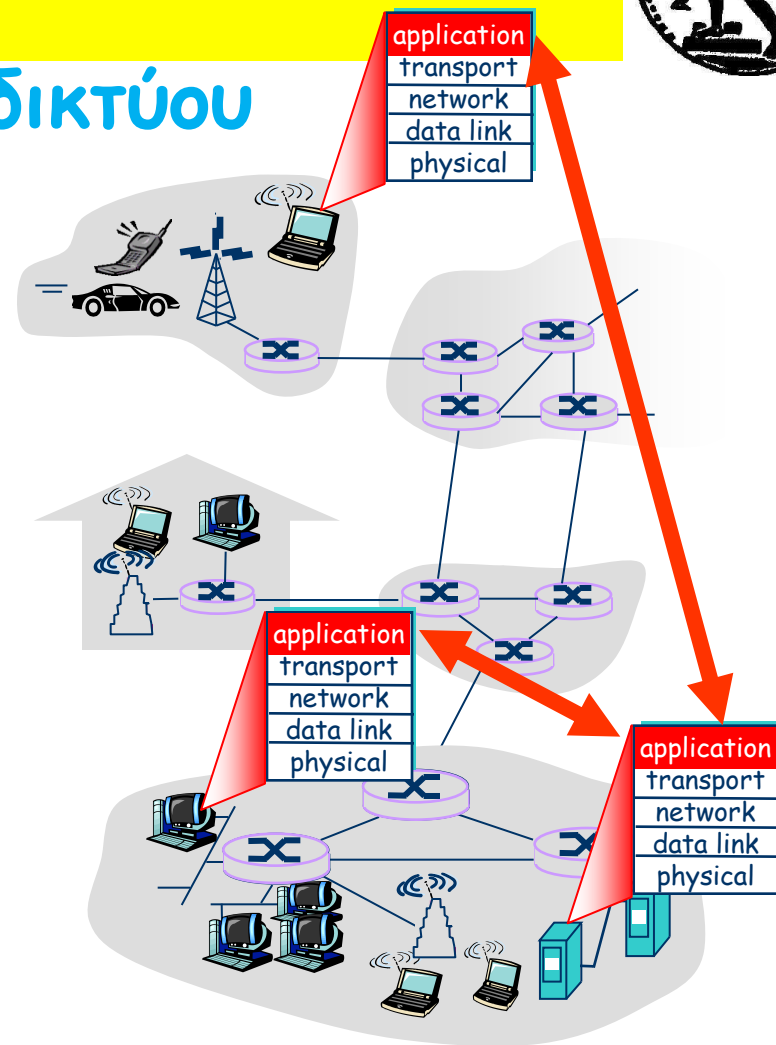 δικτύου
application
transport
network
data link
physical
application
transport
network
data link
physical
application
transport
network
data link
physical